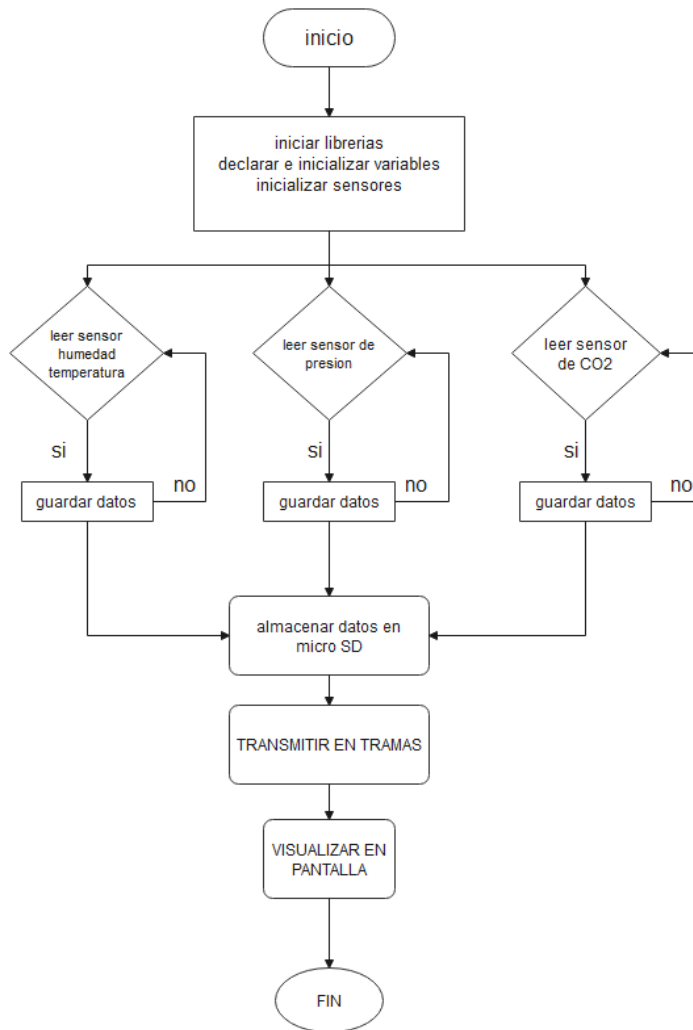 inicio
iniciar librerias
declarar e inicializar variables
inicializar sensores
leer sensor
humedad
temperatura
leer sensor de
presion
leer sensor
de CO2
si
si
si
no
no
no
guardar datos
guardar datos
guardar datos
almacenar datos en
micro SD
TRANSMITIR EN TRAMAS
VISUALIZAR EN
PANTALLA
FIN